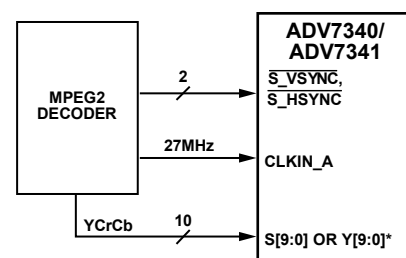 ADV7340/
ADV7341
2
S_VSYNC,
S_HSYNC
MPEG2
DECODER
27MHz
CLKIN_A
YCrCb
10
S[9:0] OR Y[9:0]*